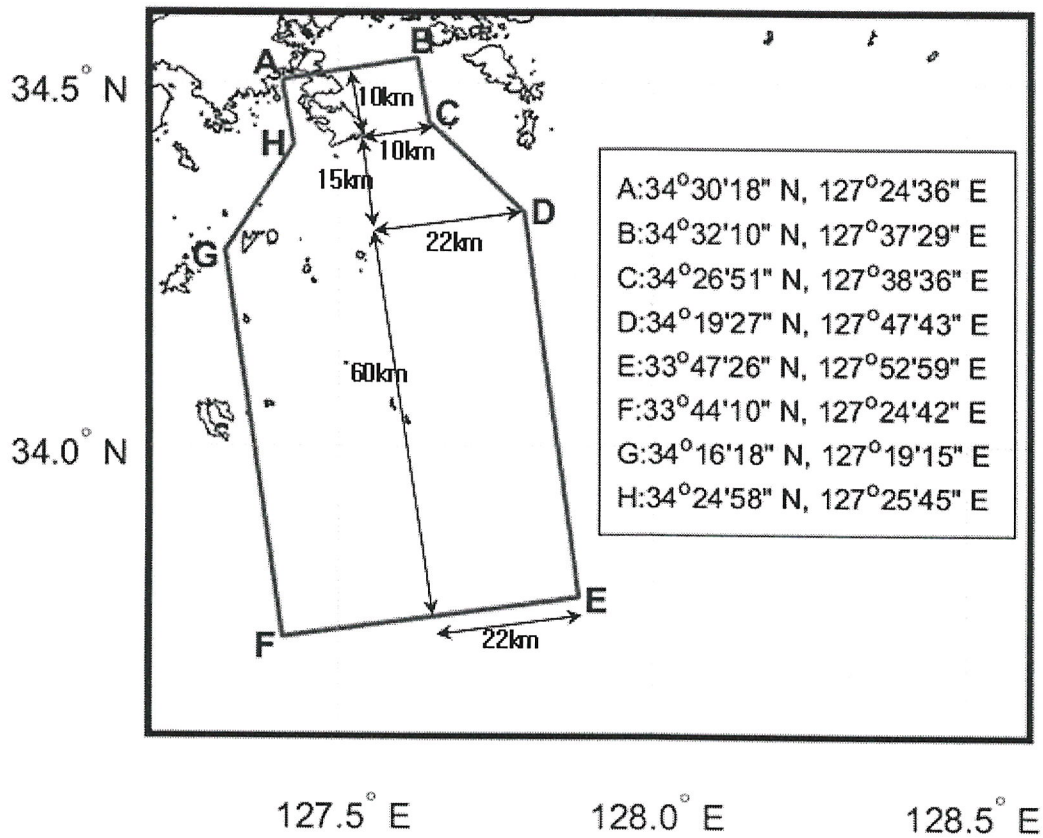 B
A
34.5° N
10km
C
H
10km
15km
D
22km
G
60km
34.0° N
E
F
22km
A:34°30'18" N, 127°24'36" E
B:34°32'10" N, 127°37'29" E
C:34°26'51" N, 127°38'36" E
D:34°19'27" N, 127°47'43" E
E:33°47'26" N, 127°52'59" E
F:33°44'10" N, 127°24'42" E
G:34°16'18" N, 127°19'15" E
H:34°24'58" N, 127°25'45" E
127.5° E
128.0° E
128.5° E